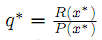 q* = R(x*) / P(x*)